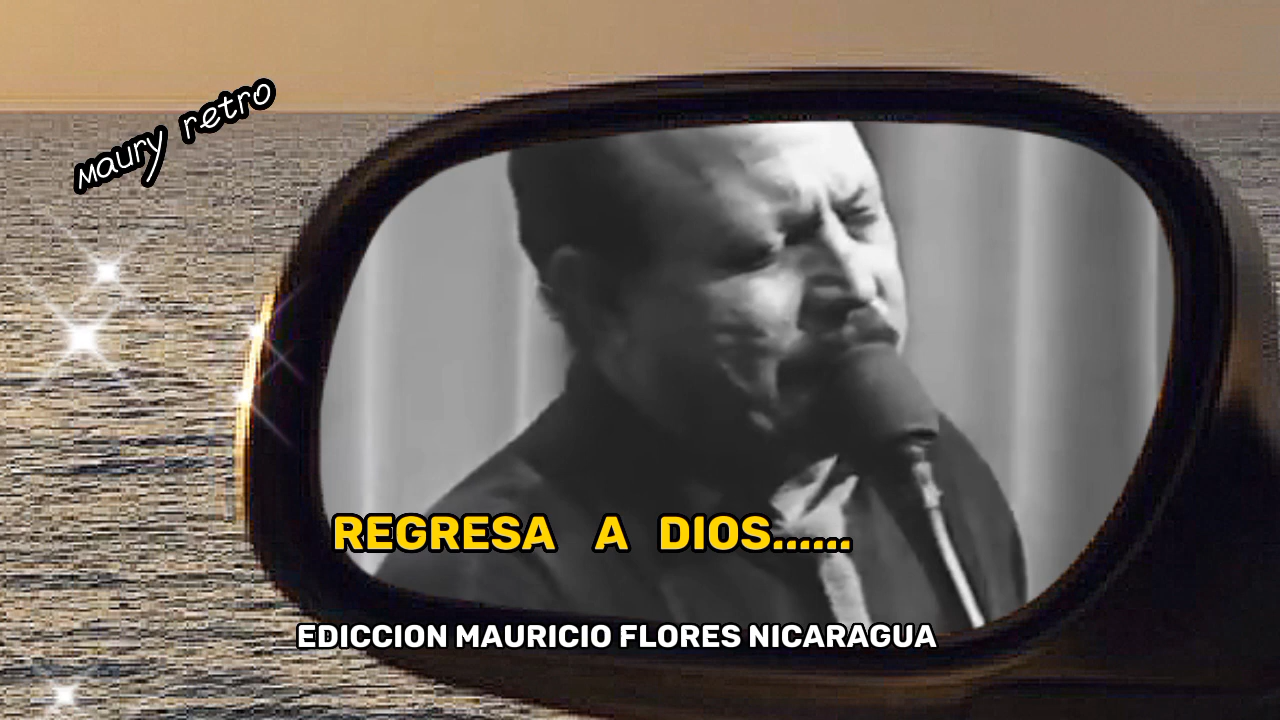 maury retro
REGRESA A DIOS......
EDICCION MAURICIO FLORES NICARAGUA